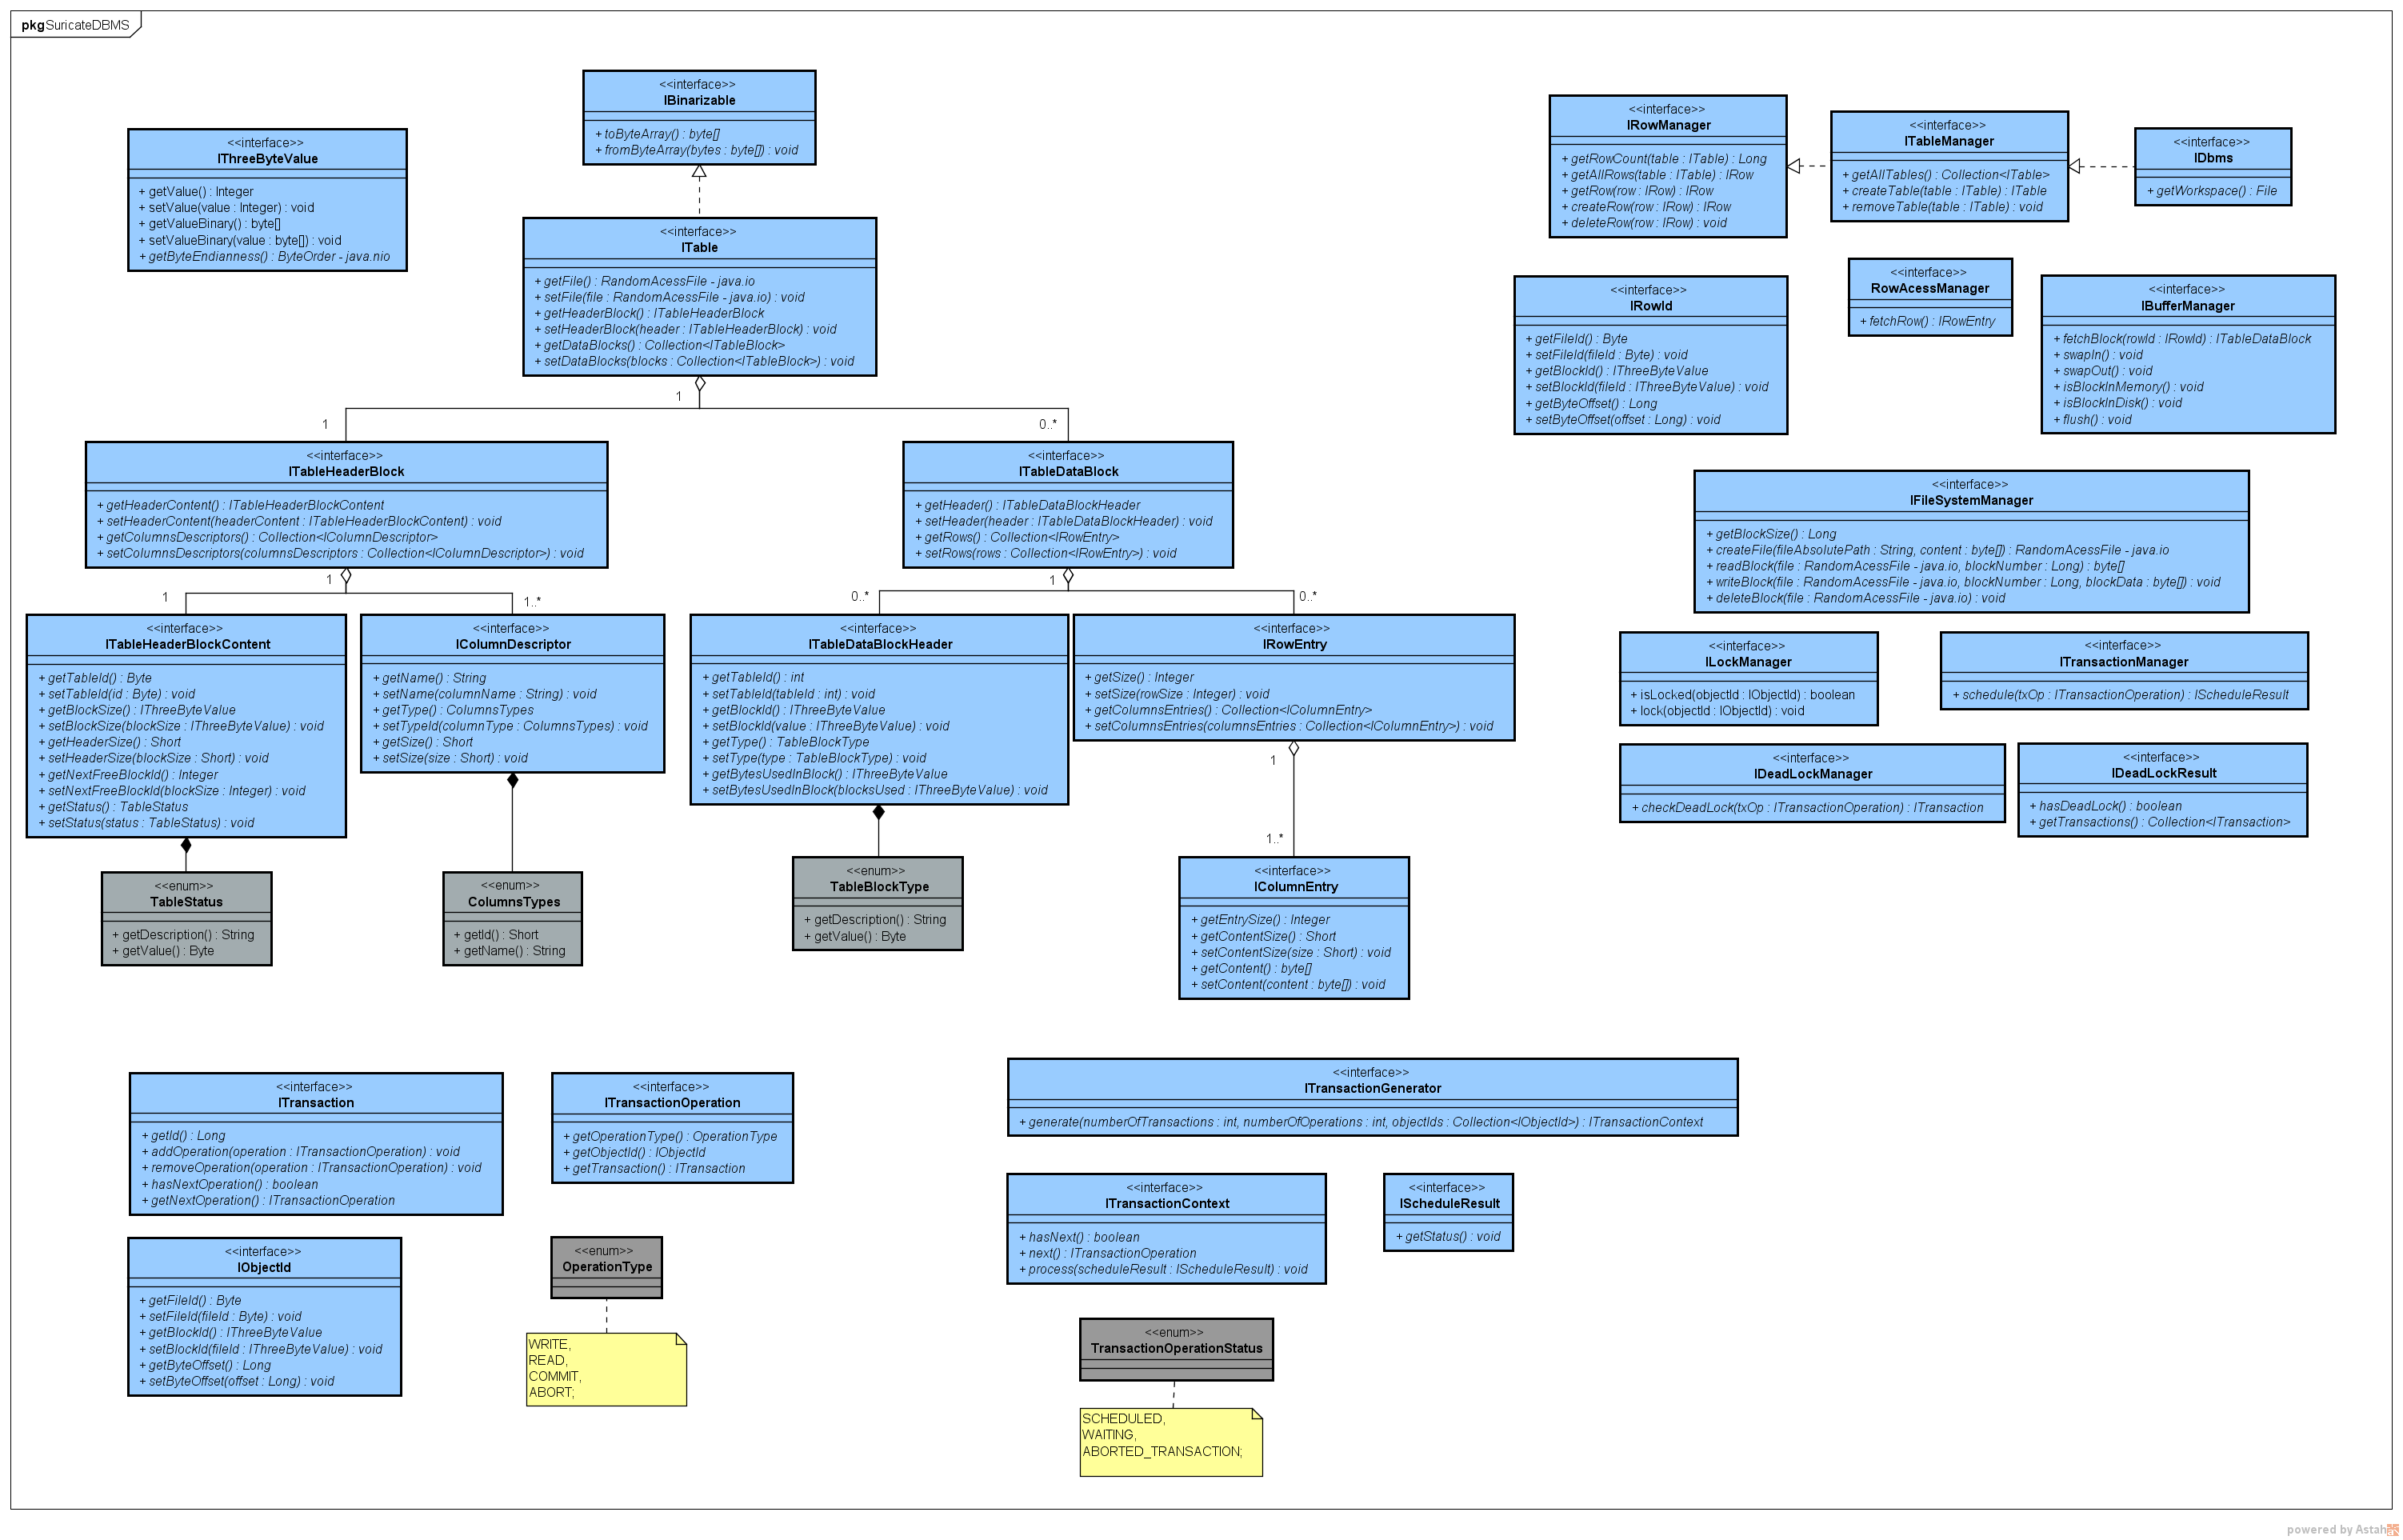 pkg SuricateDBMS
<<interface>>
IBinarizable
+ toByteArray() : byte[]
+ fromByteArray(bytes : byte[]) : void
<<interface>>
IThreeByteValue
+ getValue() : Integer
+ setValue(value : Integer) : void
+ getValueBinary() : byte[]
+ setValueBinary(value : byte[]) : void
+ getByteEndianness() : ByteOrder - java.nio
<<interface>>
ITable
+ getFile() : RandomAcessFile - java.io
+ setFile(file : RandomAcessFile - java.io) : void
+ getHeaderBlock() : ITableHeaderBlock
+ setHeaderBlock(header : ITableHeaderBlock) : void
+ getDataBlocks() : Collection<ITableBlock>
+ setDataBlocks(blocks : Collection<ITableBlock>) : void
1
1
0..*
<<interface>>
IRowManager
+ getRowCount(table : ITable) : Long
+ getAllRows(table : ITable) : IRow
+ getRow(row : IRow) : IRow
+ createRow(row : IRow) : IRow
+ deleteRow(row : IRow) : void
<<interface>>
ITableManager
+ getAllTables() : Collection<ITable>
+ createTable(table : ITable) : ITable
+ removeTable(table : ITable) : void
<<interface>>
IDbms
+ getWorkspace() : File
<<interface>>
IRowId
+ getFileId() : Byte
+ setFileId(fileId : Byte) : void
+ getBlockId() : IThreeByteValue
+ setBlockId(fileId : IThreeByteValue) : void
+ getByteOffset() : Long
+ setByteOffset(offset : Long) : void
<<interface>>
RowAcessManager
+ fetchRow() : IRowEntry
<<interface>>
IBufferManager
+ fetchBlock(rowId : IRowId) : ITableDataBlock
+ swapIn() : void
+ swapOut() : void
+ isBlockInMemory() : void
+ isBlockInDisk() : void
+ flush() : void
<<interface>>
ITableHeaderBlock
+ getHeaderContent() : ITableHeaderBlockContent
+ setHeaderContent(headerContent : ITableHeaderBlockContent) : void
+ getColumnsDescriptors() : Collection<IColumnDescriptor>
+ setColumnsDescriptors(columnsDescriptors : Collection<IColumnDescriptor>) : void
1
1
1..*
<<interface>>
ITableDataBlock
+ getHeader() : ITableDataBlockHeader
+ setHeader(header : ITableDataBlockHeader) : void
+ getRows() : Collection<IRowEntry>
+ setRows(rows : Collection<IRowEntry>) : void
1
0..*
0..*
<<interface>>
IFileSystemManager
+ getBlockSize() : Long
+ createFile(fileAbsolutePath : String, content : byte[]) : RandomAcessFile - java.io
+ readBlock(file : RandomAcessFile - java.io, blockNumber : Long) : byte[]
+ writeBlock(file : RandomAcessFile - java.io, blockNumber : Long, blockData : byte[]) : void
+ deleteBlock(file : RandomAcessFile - java.io) : void
<<interface>>
ITableHeaderBlockContent
+ getTableId() : Byte
+ setTableId(id : Byte) : void
+ getBlockSize() : IThreeByteValue
+ setBlockSize(blockSize : IThreeByteValue) : void
+ getHeaderSize() : Short
+ setHeaderSize(blockSize : Short) : void
+ getNextFreeBlockId() : Integer
+ setNextFreeBlockId(blockSize : Integer) : void
+ getStatus() : TableStatus
+ setStatus(status : TableStatus) : void
<<interface>>
IColumnDescriptor
+ getName() : String
+ setName(columnName : String) : void
+ getType() : ColumnsTypes
+ setTypeId(columnType : ColumnsTypes) : void
+ getSize() : Short
+ setSize(size : Short) : void
<<interface>>
ITableDataBlockHeader
+ getTableId() : int
+ setTableId(tableId : int) : void
+ getBlockId() : IThreeByteValue
+ setBlockId(value : IThreeByteValue) : void
+ getType() : TableBlockType
+ setType(type : TableBlockType) : void
+ getBytesUsedInBlock() : IThreeByteValue
+ setBytesUsedInBlock(blocksUsed : IThreeByteValue) : void
<<interface>>
IRowEntry
+ getSize() : Integer
+ setSize(rowSize : Integer) : void
+ getColumnsEntries() : Collection<IColumnEntry>
+ setColumnsEntries(columnsEntries : Collection<IColumnEntry>) : void
1
1..*
<<interface>>
ILockManager
+ isLocked(objectId : IObjectId) : boolean
+ lock(objectId : IObjectId) : void
<<interface>>
ITransactionManager
+ schedule(txOp : ITransactionOperation) : IScheduleResult
<<interface>>
IDeadLockManager
+ checkDeadLock(txOp : ITransactionOperation) : ITransaction
<<interface>>
IDeadLockResult
+ hasDeadLock() : boolean
+ getTransactions() : Collection<ITransaction>
<<enum>>
TableStatus
+ getDescription() : String
+ getValue() : Byte
<<enum>>
ColumnsTypes
+ getId() : Short
+ getName() : String
<<enum>>
TableBlockType
+ getDescription() : String
+ getValue() : Byte
<<interface>>
IColumnEntry
+ getEntrySize() : Integer
+ getContentSize() : Short
+ setContentSize(size : Short) : void
+ getContent() : byte[]
+ setContent(content : byte[]) : void
<<interface>>
ITransaction
+ getId() : Long
+ addOperation(operation : ITransactionOperation) : void
+ removeOperation(operation : ITransactionOperation) : void
+ hasNextOperation() : boolean
+ getNextOperation() : ITransactionOperation
<<interface>>
ITransactionOperation
+ getOperationType() : OperationType
+ getObjectId() : IObjectId
+ getTransaction() : ITransaction
<<interface>>
ITransactionGenerator
+ generate(numberOfTransactions : int, numberOfOperations : int, objectIds : Collection<IObjectId>) : ITransactionContext
<<interface>>
ITransactionContext
+ hasNext() : boolean
+ next() : ITransactionOperation
+ process(scheduleResult : IScheduleResult) : void
<<interface>>
IScheduleResult
+ getStatus() : void
<<interface>>
IObjectId
+ getFileId() : Byte
+ setFileId(fileId : Byte) : void
+ getBlockId() : IThreeByteValue
+ setBlockId(fileId : IThreeByteValue) : void
+ getByteOffset() : Long
+ setByteOffset(offset : Long) : void
<<enum>>
OperationType
WRITE,
READ,
COMMIT,
ABORT;
<<enum>>
TransactionOperationStatus
SCHEDULED,
WAITING,
ABORTED_TRANSACTION;
powered by Astah